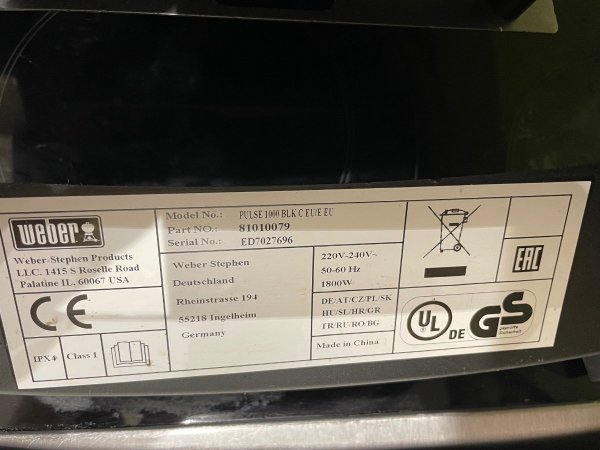 weber
Weber-Stephen Products
LLC. 1415 S Roselle Road
Palatine IL. 60067 USA
CE
IPX4
Class 1
Model No.: PULSE 1000 BLK C EU/E EU
Part NO.: 81010079
Serial No.: ED7027696
Weber Stephen
Deutschland
Rheinstrasse 194
55218 Ingelheim
Germany
220V-240V~
50-60 Hz
1800W
DE/AT/CZ/PL/SK
HU/SL/HR/GR
TR/RU/RO/BG
Made in China
EAC
UL
DE
GS
geprüfte
Sicherheit